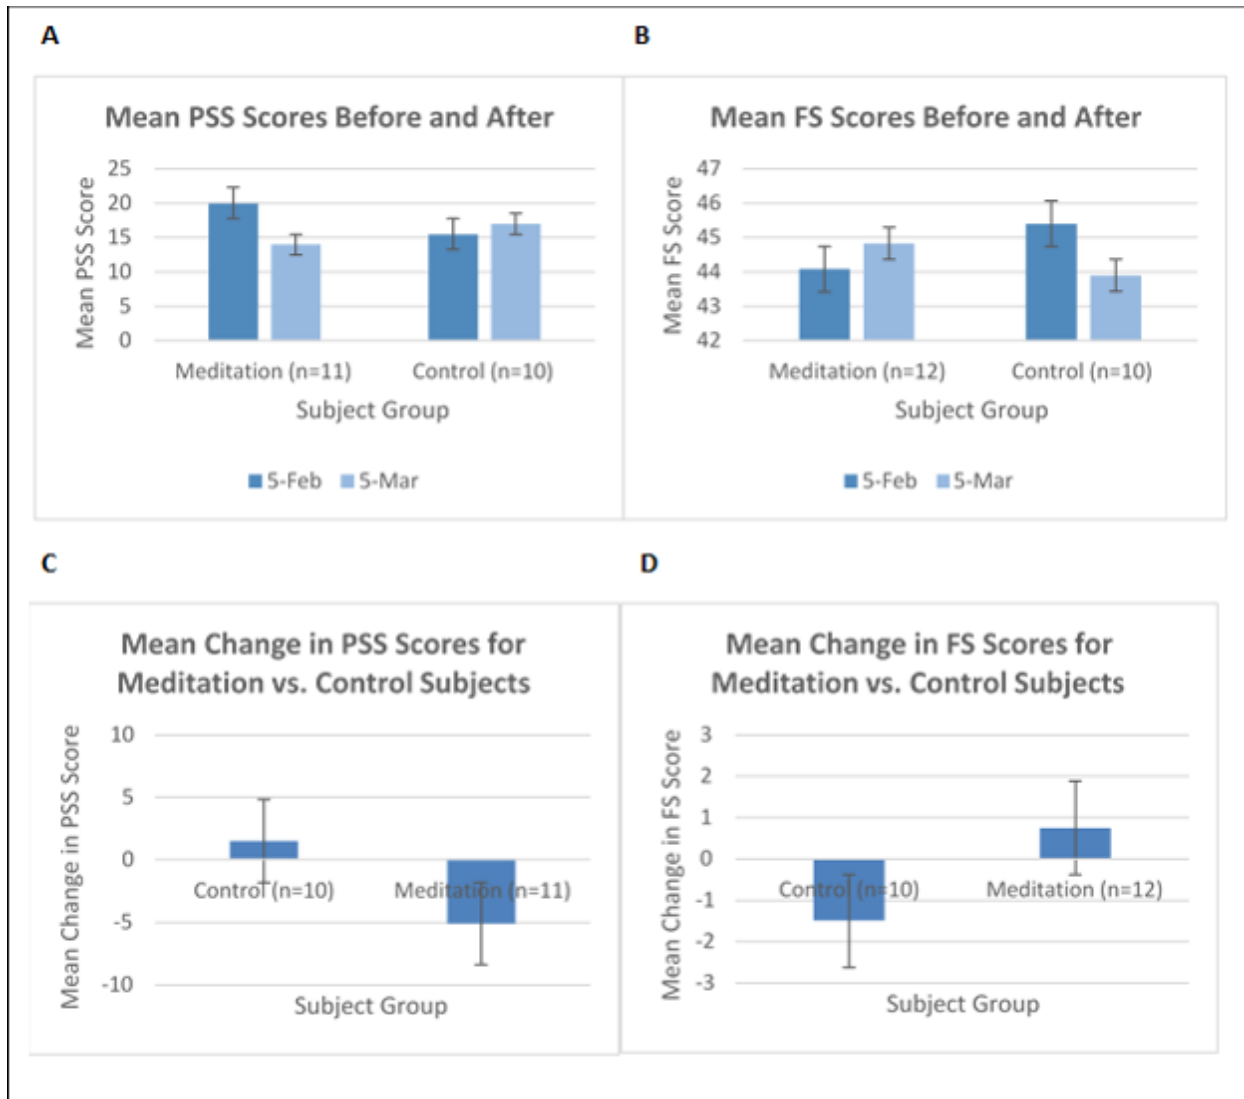 A
Mean PSS Scores Before and After
Mean PSS Score
25
20
15
10
5
0
Meditation (n=11) Control (n=10)
Subject Group
5-Feb 5-Mar
B
Mean FS Scores Before and After
Mean FS Score
47
46
45
44
43
42
Meditation (n=12) Control (n=10)
Subject Group
5-Feb 5-Mar
C
Mean Change in PSS Scores for
Meditation vs. Control Subjects
Mean Change in PSS Score
10
5
0
-5
-10
Control (n=10) Meditation (n=11)
Subject Group
D
Mean Change in FS Scores for
Meditation vs. Control Subjects
Mean Change in FS Score
3
2
1
0
-1
-2
-3
Control (n=10) Meditation (n=12)
Subject Group